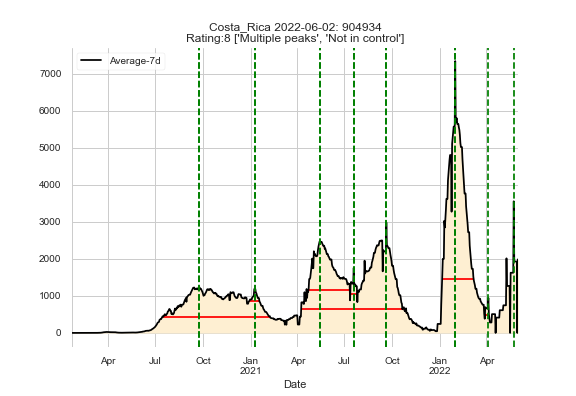 Costa_Rica 2022-06-02: 904934
Rating:8 ['Multiple peaks', 'Not in control']
Average-7d
7000
6000
5000
4000
3000
2000
1000
0
Apr Jul Oct Jan Apr Jul Oct Jan Apr
2021 2022
Date